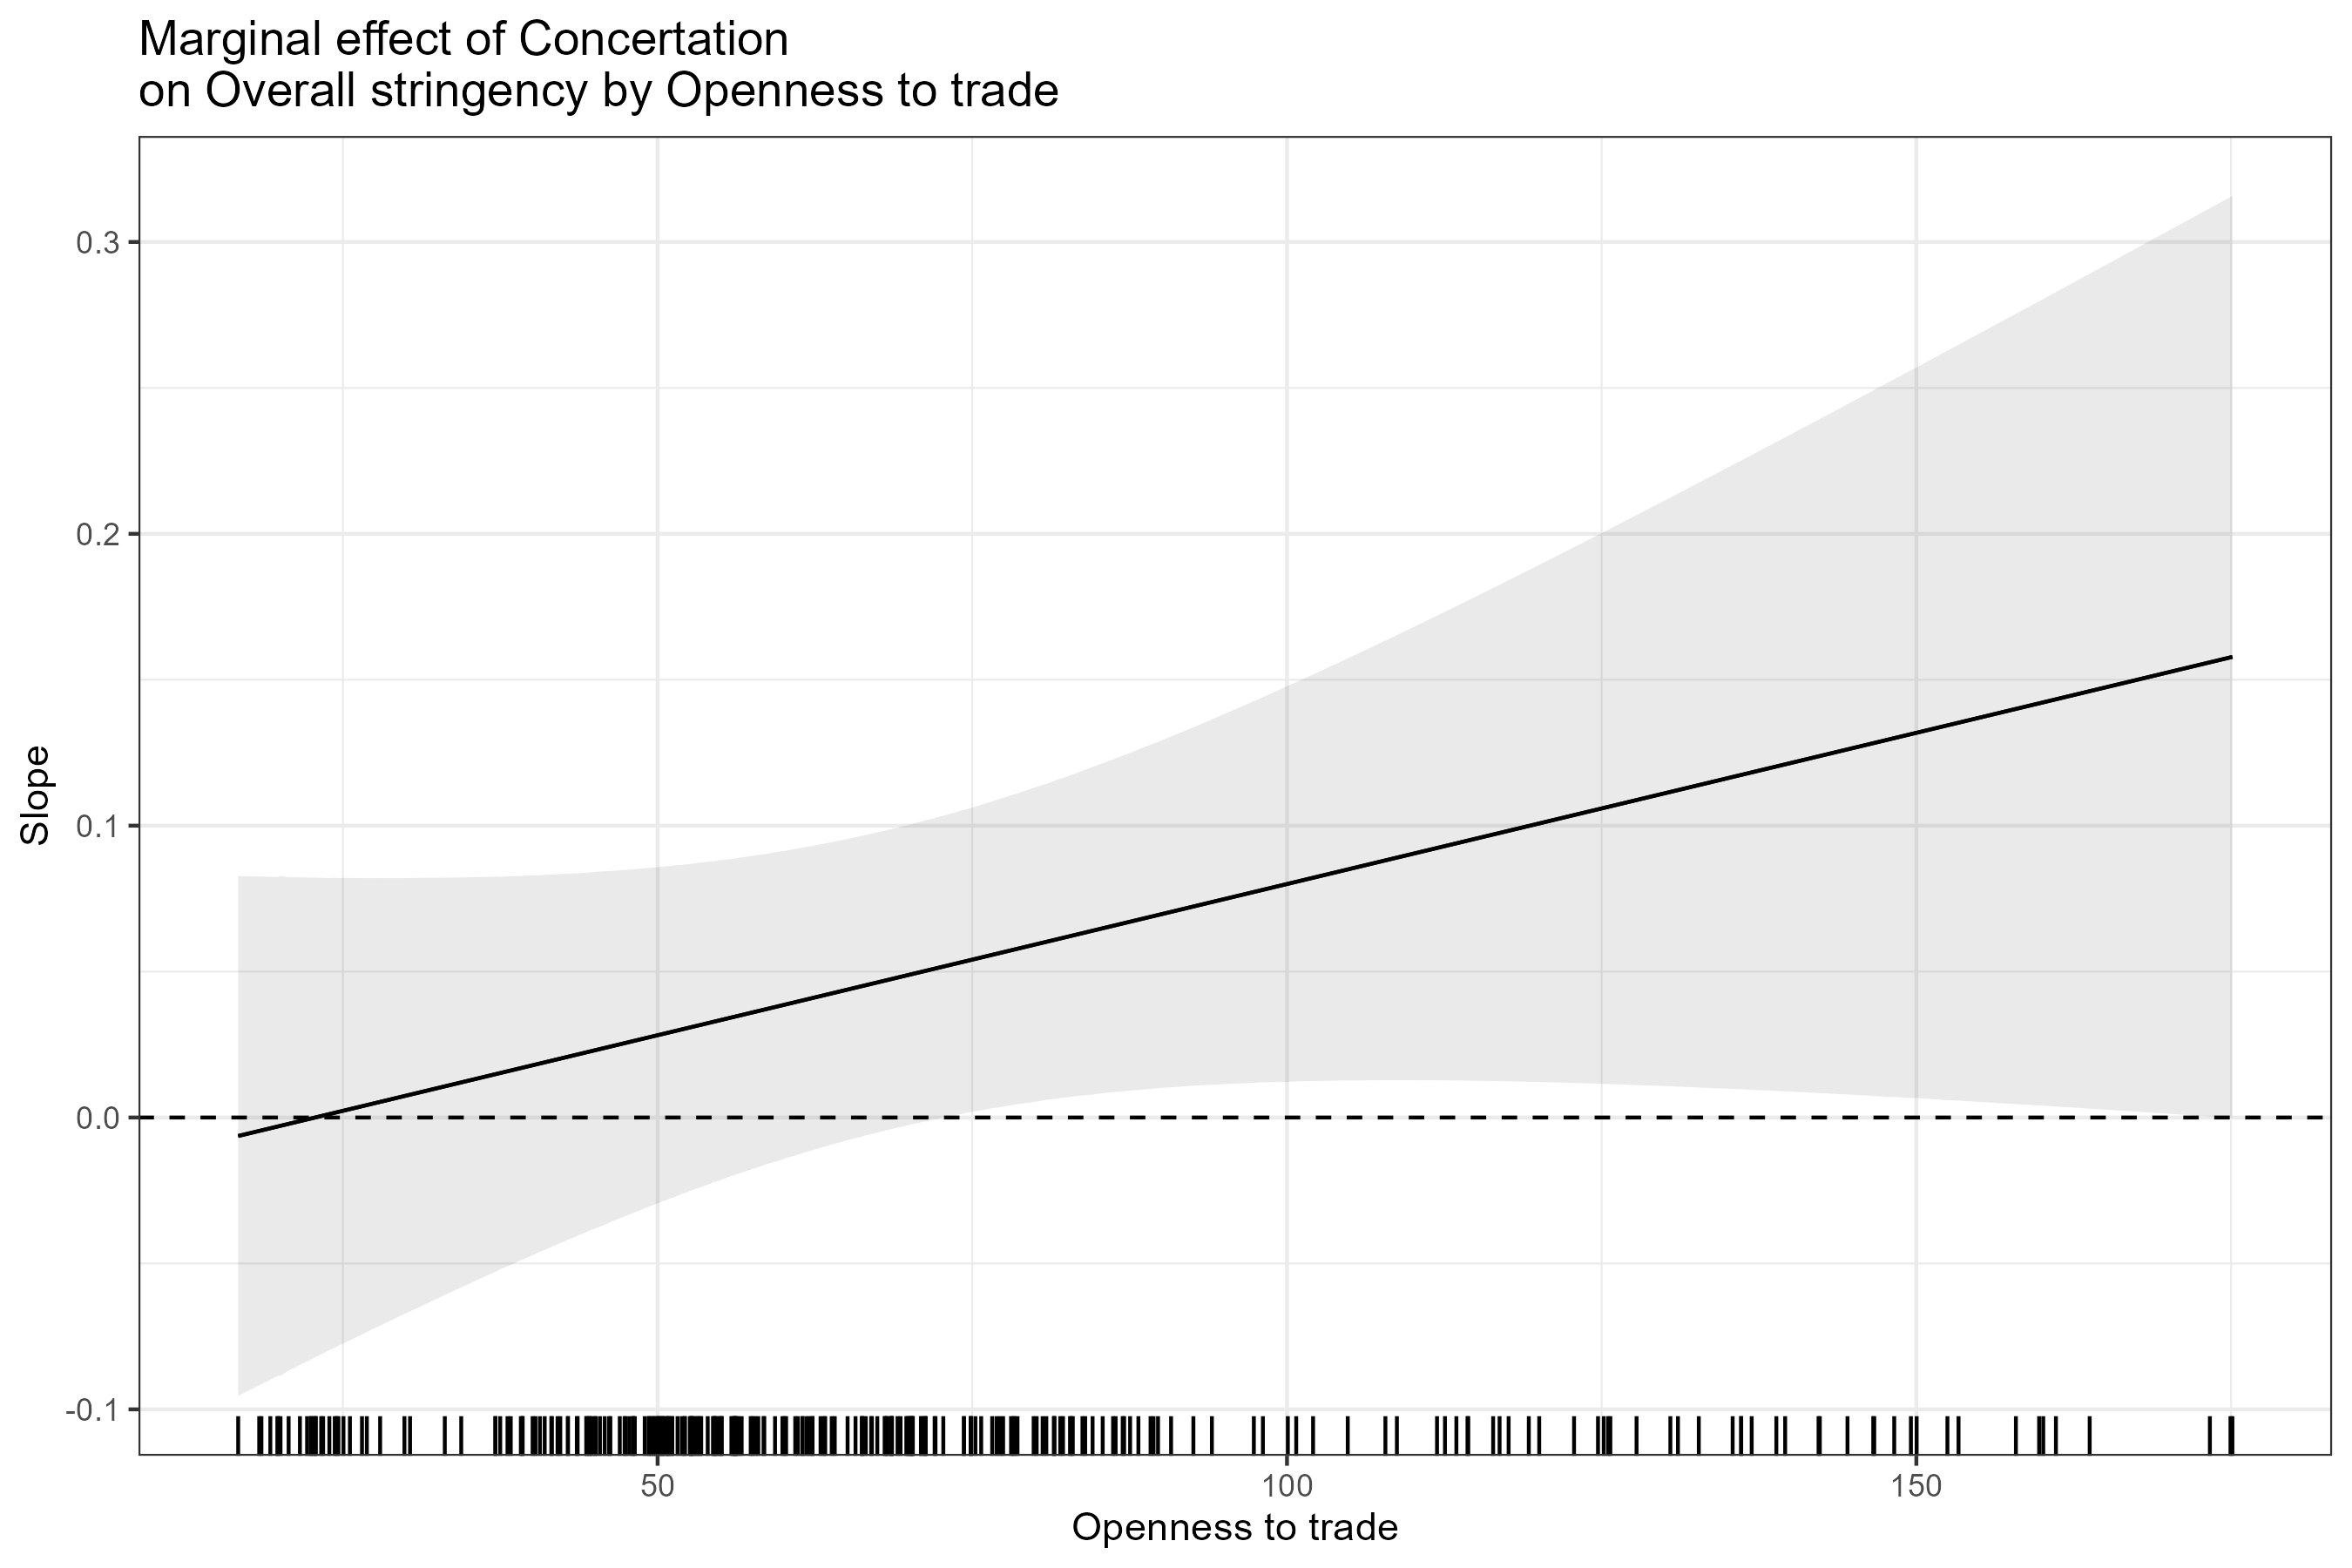 Marginal effect of Concertation
on Overall stringency by Openness to trade
Slope
0.3
0.2
0.1
0.0
-0.1
50
100
150
Openness to trade